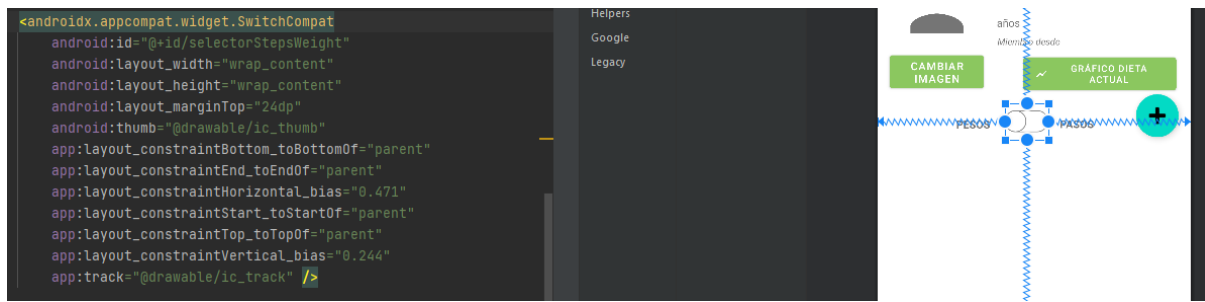 <androidx.appcompat.widget.SwitchCompat
android:id="@+id/selectorStepsWeight"
android:layout_width="wrap_content"
android:layout_height="wrap_content"
android:layout_marginTop="24dp"
android:thumb="@drawable/ic_thumb"
app:layout_constraintBottom_toBottomOf="parent"
app:layout_constraintEnd_toEndOf="parent"
app:layout_constraintHorizontal_bias="0.471"
app:layout_constraintStart_toStartOf="parent"
app:layout_constraintTop_toTopOf="parent"
app:layout_constraintVertical_bias="0.244"
app:track="@drawable/ic_track" />
Helpers
Google
Legacy
años
Miembro desde
CAMBIAR
IMAGEN
GRÁFICO DIETA
ACTUAL
PESOS
PASOS